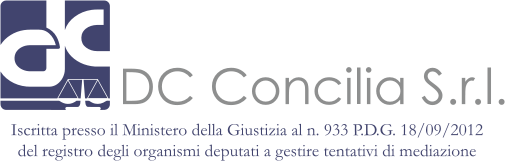 dc
DC Concilia S.r.l.
Iscritta presso il Ministero della Giustizia al n. 933 P.D.G. 18/09/2012
del registro degli organismi deputati a gestire tentativi di mediazione